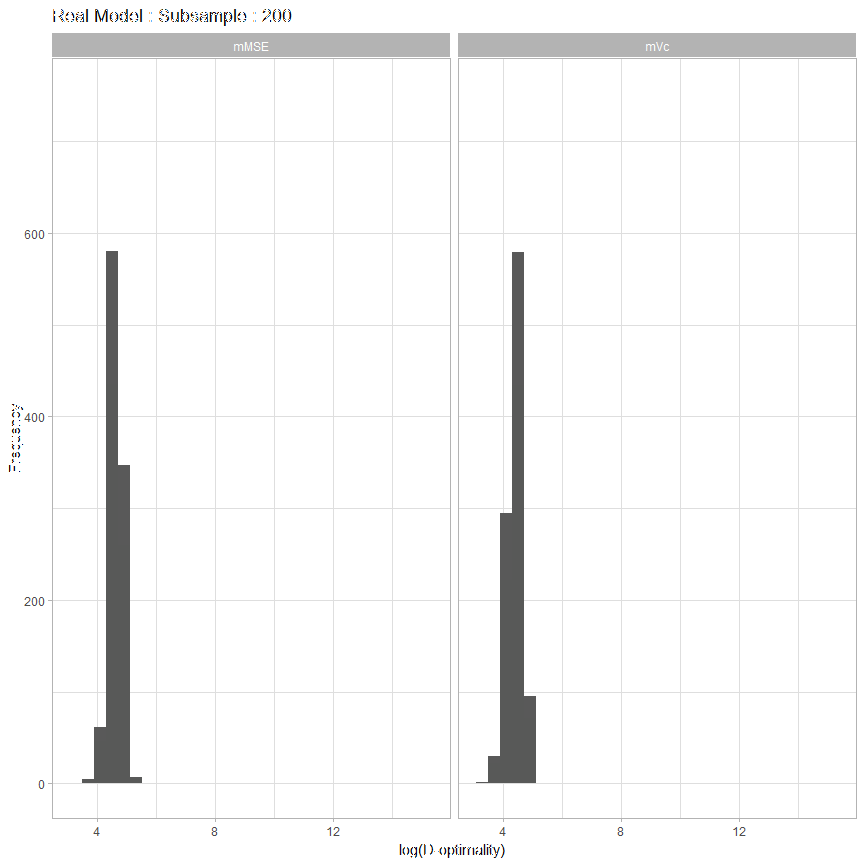 Real Model : Subsample : 200
mMSE mVc
600
400
200
0
Frequency
4 8 12 4 8 12
log(D-optimality)